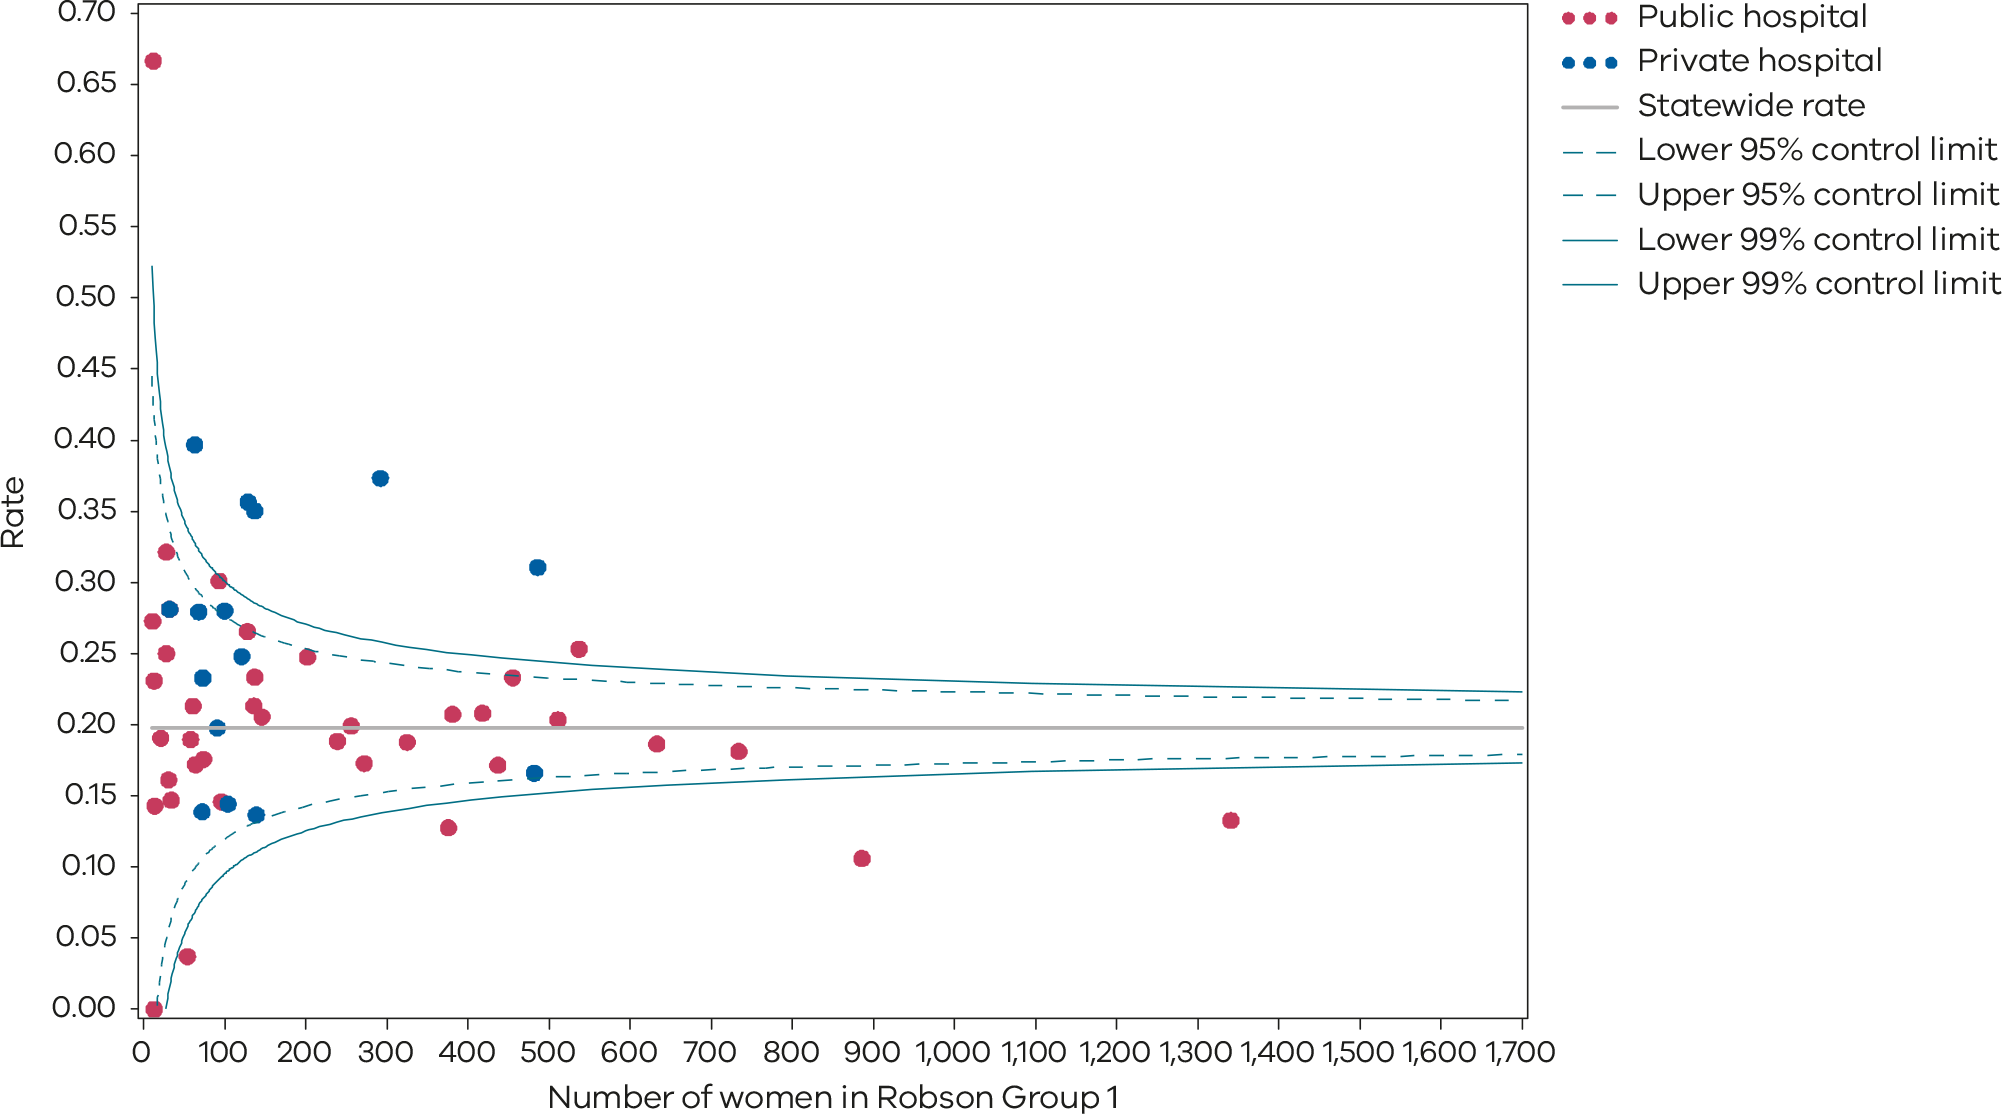 0.70
0.65
0.60
0.55
0.50
0.45
0.40
0.35
0.30
0.25
0.20
0.15
0.10
0.05
0.00
Rate
0 100 200 300 400 500 600 700 800 900 1,000 1,100 1,200 1,300 1,400 1,500 1,600 1,700
Number of women in Robson Group 1
Public hospital
Private hospital
Statewide rate
Lower 95% control limit
Upper 95% control limit
Lower 99% control limit
Upper 99% control limit